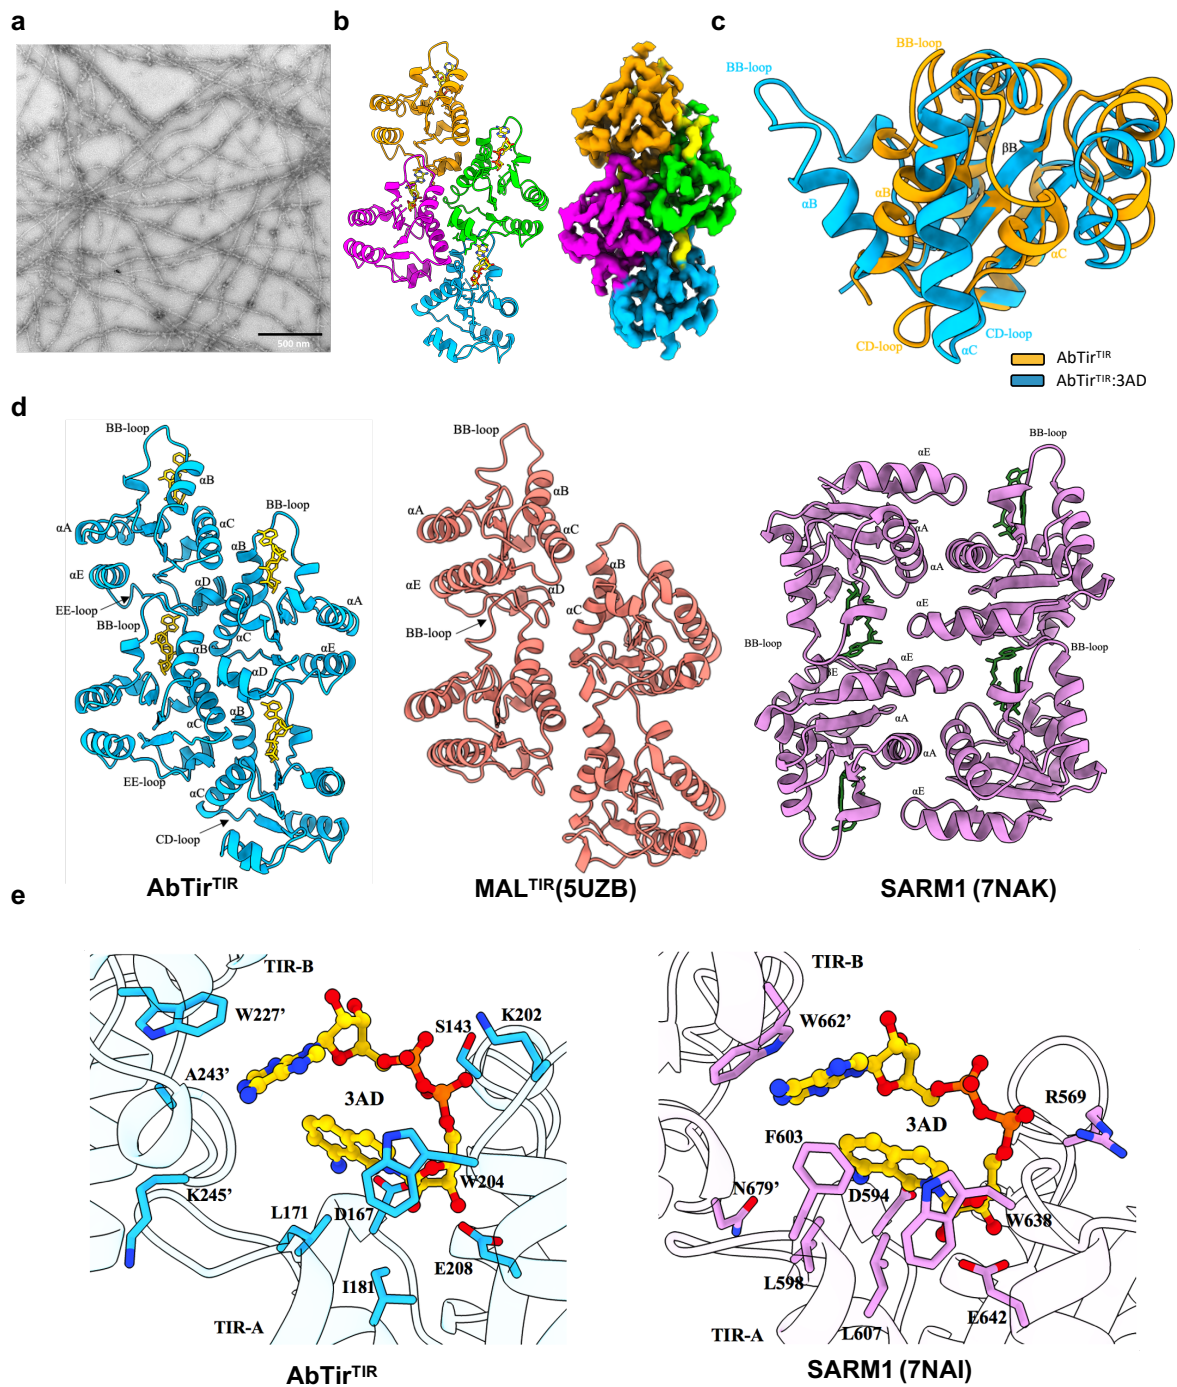 a
500 nm
b
c
BB-loop
BB-loop
βB
αB
αB
αC
CD-loop
CD-loop
αC
AbTir^TIR
AbTir^TIR:3AD
d
BB-loop
αB
BB-loop
αA
αC
αB
αE
αD
αA
EE-loop
BB-loop
αC
αB
αE
αD
αB
αC
EE-loop
αC
CD-loop
AbTir^TIR
BB-loop
αB
αA
αC
αB
αE
αD
αC
BB-loop
MAL^TIR(5UZB)
BB-loop
αE
αA
αA
αE
BB-loop
BB-loop
αE
αA
αA
αE
SARM1 (7NAK)
e
TIR-B
W227’
S143
K202
A243’
3AD
K245’
L171
D167
W204
E208
I181
TIR-A
AbTir^TIR
TIR-B
W662’
3AD
R569
F603
N679’
D594
W638
L598
E642
TIR-A
L607
SARM1 (7NAI)